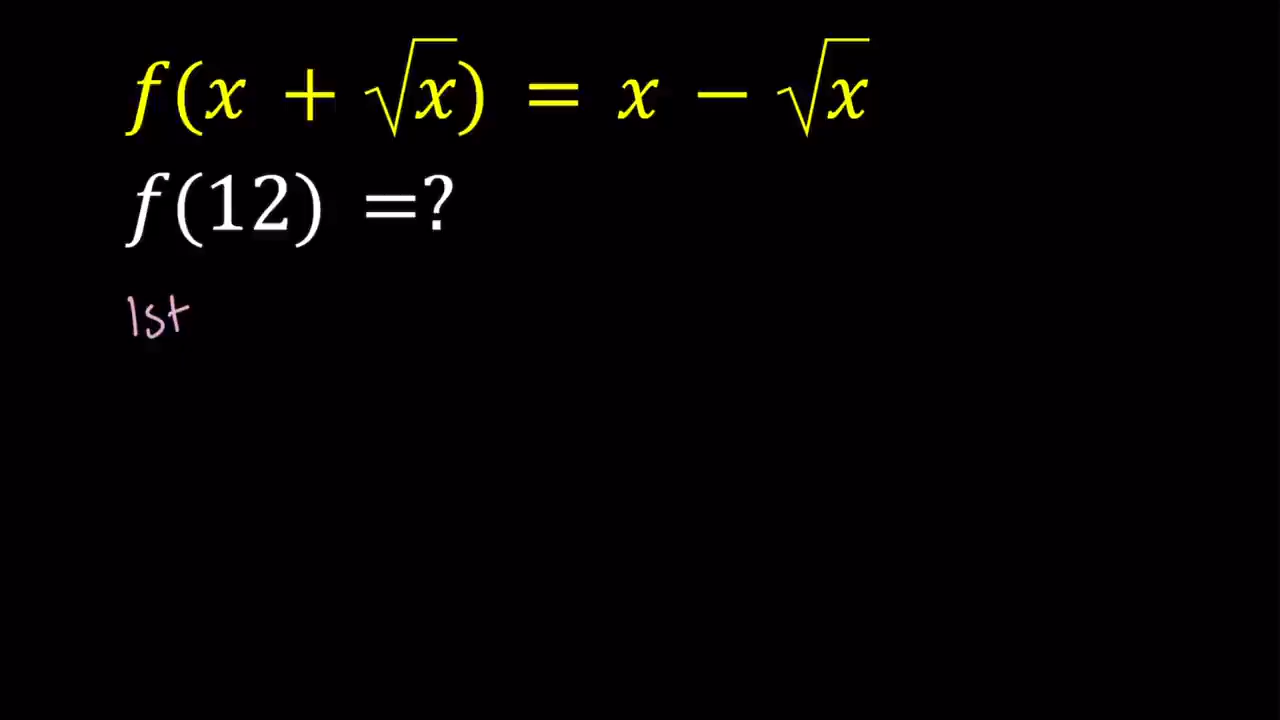 f(x + √x) = x − √x
f(12) =?
1st